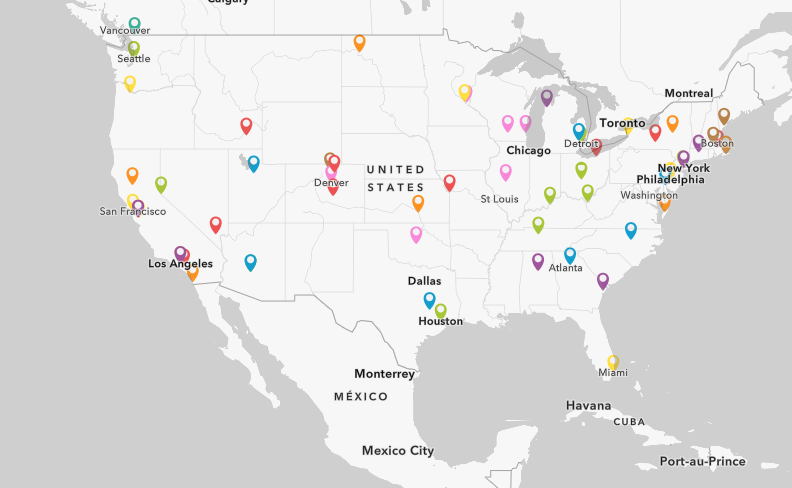 Calgary
Vancouver
Seattle
Montreal
Toronto
Boston
Detroit
Chicago
New York
UNITED
STATES
Philadelphia
Denver
Washington
St Louis
San Francisco
Los Angeles
Atlanta
Dallas
Houston
Miami
Monterrey
MÉXICO
Havana
CUBA
Mexico City
Port-au-Prince